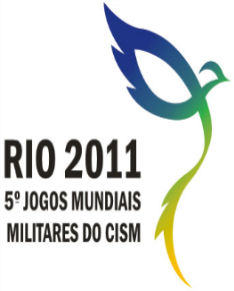 RIO 2011
5º JOGOS MUNDIAIS
MILITARES DO CISM